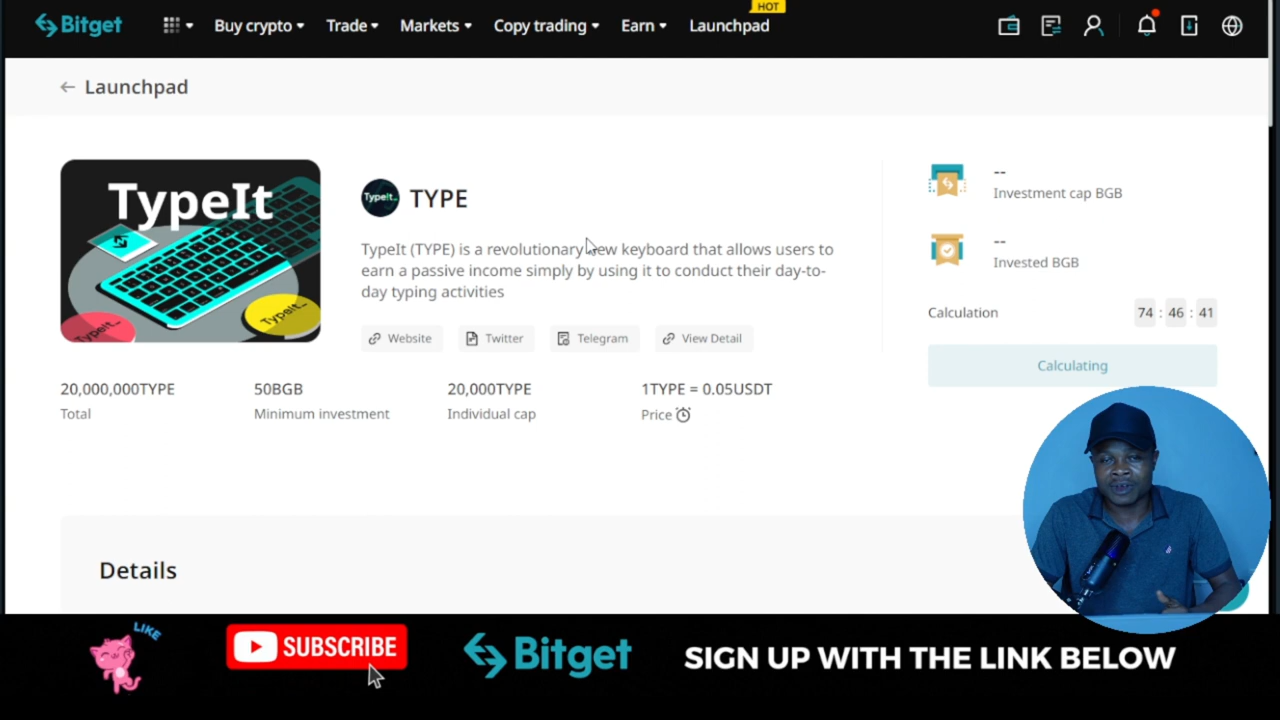 HOT
Bitget Buy crypto Trade Markets Copy trading Earn Launchpad
← Launchpad
TypeIt
TypeIt_
TypeIt_
TypeIt_
TYPE
TypeIt (TYPE) is a revolutionary new keyboard that allows users to
earn a passive income simply by using it to conduct their day-to-
day typing activities
Website Twitter Telegram View Detail
20,000,000TYPE
Total
50BGB
Minimum investment
20,000TYPE
Individual cap
1TYPE = 0.05USDT
Price
--
Investment cap BGB
--
Invested BGB
Calculation 74 : 46 : 41
Calculating
Details
LIKE
SUBSCRIBE
Bitget
SIGN UP WITH THE LINK BELOW